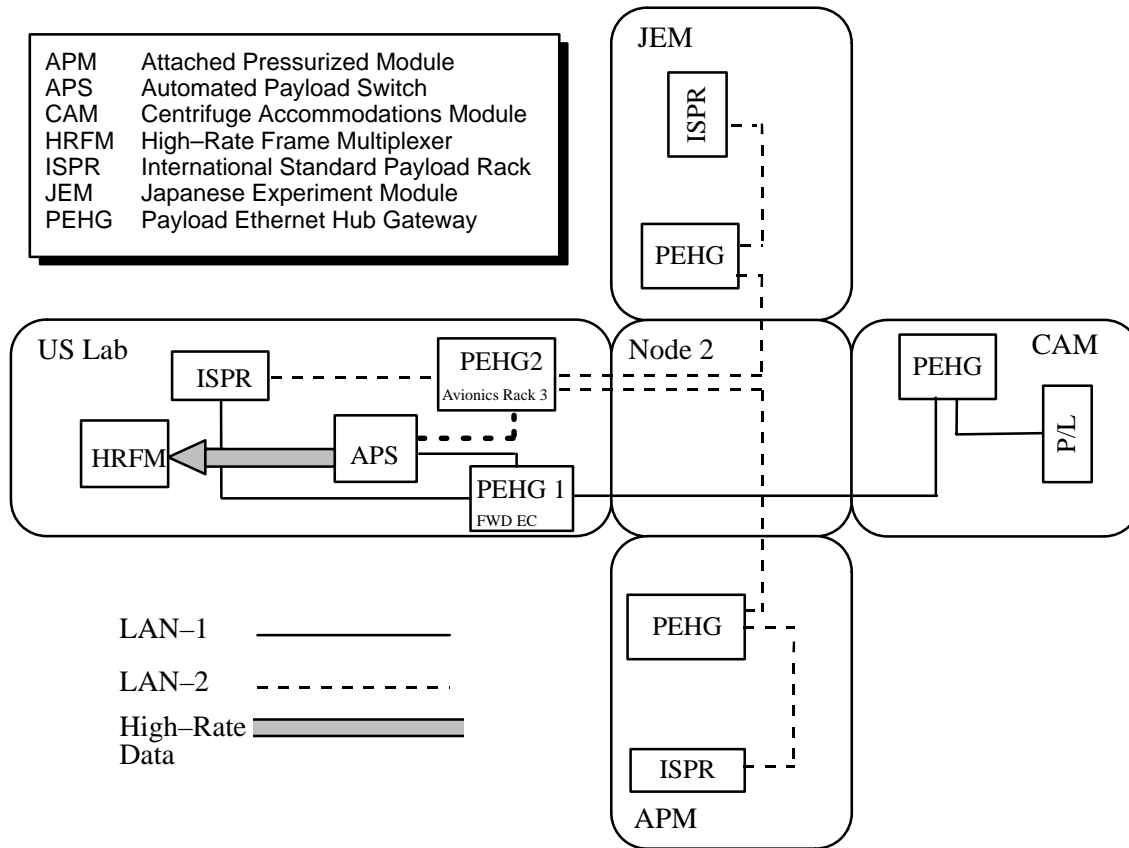 APM Attached Pressurized Module
APS Automated Payload Switch
CAM Centrifuge Accommodations Module
HRFM High–Rate Frame Multiplexer
ISPR International Standard Payload Rack
JEM Japanese Experiment Module
PEHG Payload Ethernet Hub Gateway
JEM
ISPR
PEHG
US Lab
ISPR
PEHG2
Avionics Rack 3
HRFM
APS
PEHG 1
FWD EC
Node 2
CAM
PEHG
P/L
PEHG
ISPR
APM
LAN–1
LAN–2
High–Rate
Data